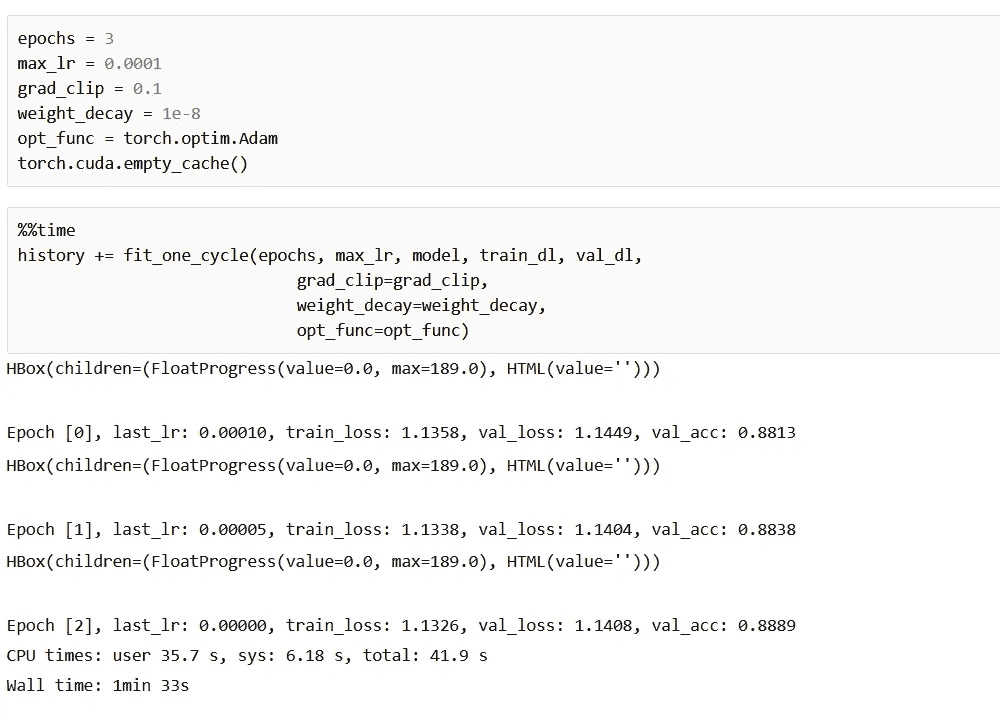 epochs = 3
max_lr = 0.0001
grad_clip = 0.1
weight_decay = 1e-8
opt_func = torch.optim.Adam
torch.cuda.empty_cache()
%%time
history += fit_one_cycle(epochs, max_lr, model, train_dl, val_dl,
grad_clip=grad_clip,
weight_decay=weight_decay,
opt_func=opt_func)
HBox(children=(FloatProgress(value=0.0, max=189.0), HTML(value='')))
Epoch [0], last_lr: 0.00010, train_loss: 1.1358, val_loss: 1.1449, val_acc: 0.8813
HBox(children=(FloatProgress(value=0.0, max=189.0), HTML(value='')))
Epoch [1], last_lr: 0.00005, train_loss: 1.1338, val_loss: 1.1404, val_acc: 0.8838
HBox(children=(FloatProgress(value=0.0, max=189.0), HTML(value='')))
Epoch [2], last_lr: 0.00000, train_loss: 1.1326, val_loss: 1.1408, val_acc: 0.8889
CPU times: user 35.7 s, sys: 6.18 s, total: 41.9 s
Wall time: 1min 33s